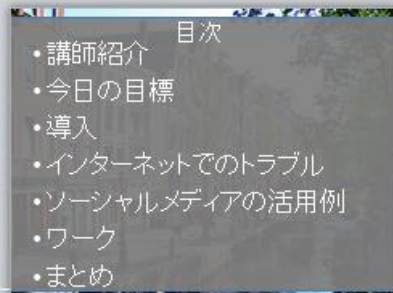 目次
・講師紹介
・今日の目標
・導入
・インターネットでのトラブル
・ソーシャルメディアの活用例
・ワーク
・まとめ